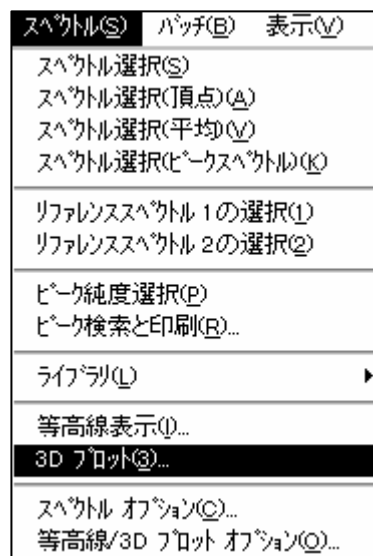 ｽﾍﾟｸﾄﾙ(S) ﾊﾞｯﾁ(B) 表示(V)
ｽﾍﾟｸﾄﾙ選択(S)
ｽﾍﾟｸﾄﾙ選択(頂点)(A)
ｽﾍﾟｸﾄﾙ選択(平均)(V)
ｽﾍﾟｸﾄﾙ選択(ﾋﾟｰｸｽﾍﾟｸﾄﾙ)(K)
ﾘﾌｧﾚﾝｽｽﾍﾟｸﾄﾙ 1の選択(1)
ﾘﾌｧﾚﾝｽｽﾍﾟｸﾄﾙ 2の選択(2)
ﾋﾟｰｸ純度選択(P)
ﾋﾟｰｸ検索と印刷(R)...
ﾗｲﾌﾞﾗﾘ(L)
等高線表示(I)...
3D ﾌﾟﾛｯﾄ(3)...
ｽﾍﾟｸﾄﾙ ｵﾌﾟｼｮﾝ(C)...
等高線/3D ﾌﾟﾛｯﾄ ｵﾌﾟｼｮﾝ(O)...